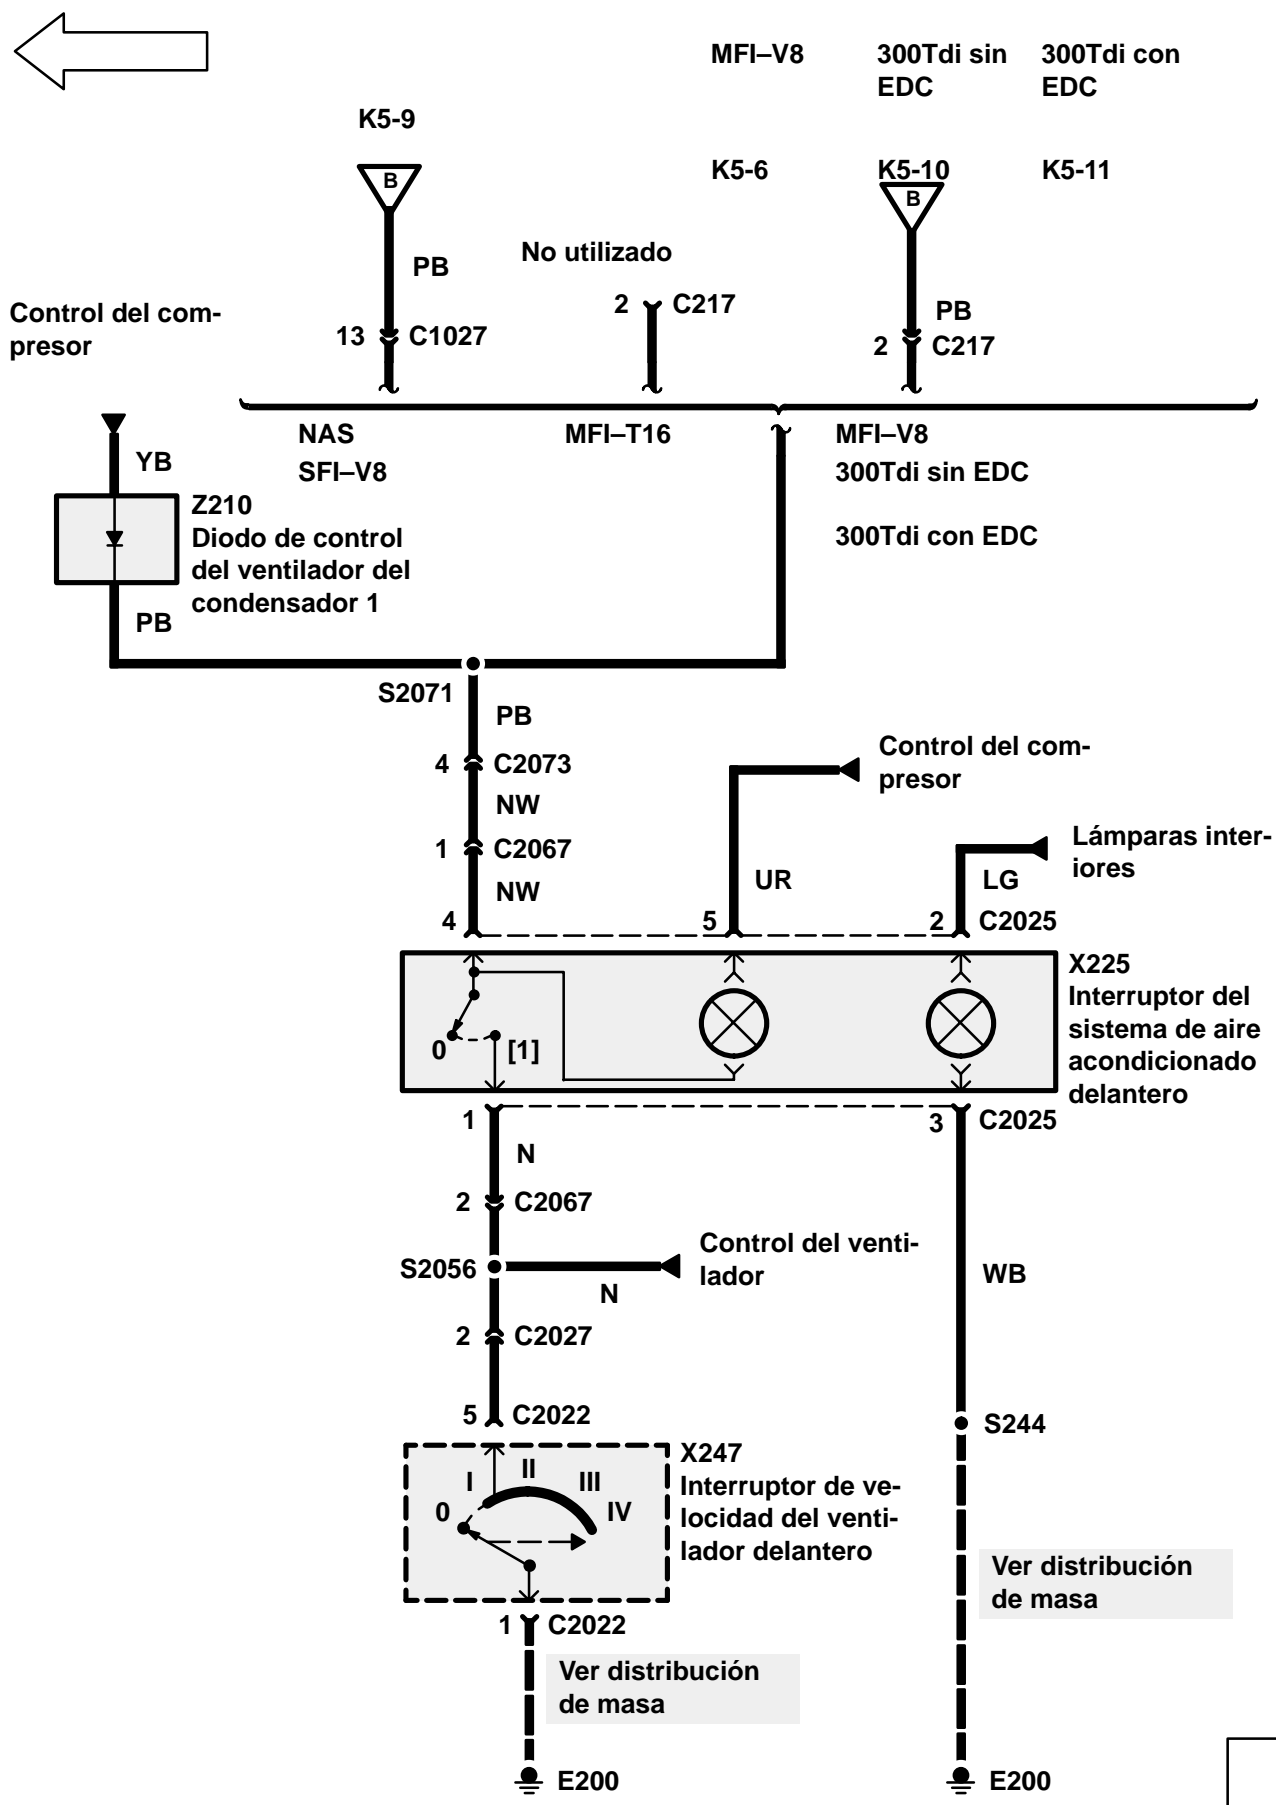 MFI–V8
300Tdi sin
EDC
300Tdi con
EDC
K5-9
K5-6
K5-10
K5-11
B
B
PB
No utilizado
PB
Control del com-
presor
13
C1027
2
C217
2
C217
NAS
SFI–V8
MFI–T16
MFI–V8
300Tdi sin EDC
300Tdi con EDC
YB
Z210
Diodo de control
del ventilador del
condensador 1
PB
S2071
PB
4
C2073
Control del com-
presor
NW
1
C2067
Lámparas inter-
iores
NW
UR
LG
4
5
2
C2025
X225
Interruptor del
sistema de aire
acondicionado
delantero
0
[1]
1
3
C2025
N
2
C2067
S2056
N
Control del venti-
lador
WB
2
C2027
5
C2022
S244
X247
Interruptor de ve-
locidad del venti-
lador delantero
0
I
II
III
IV
Ver distribución
de masa
1
C2022
Ver distribución
de masa
E200
E200